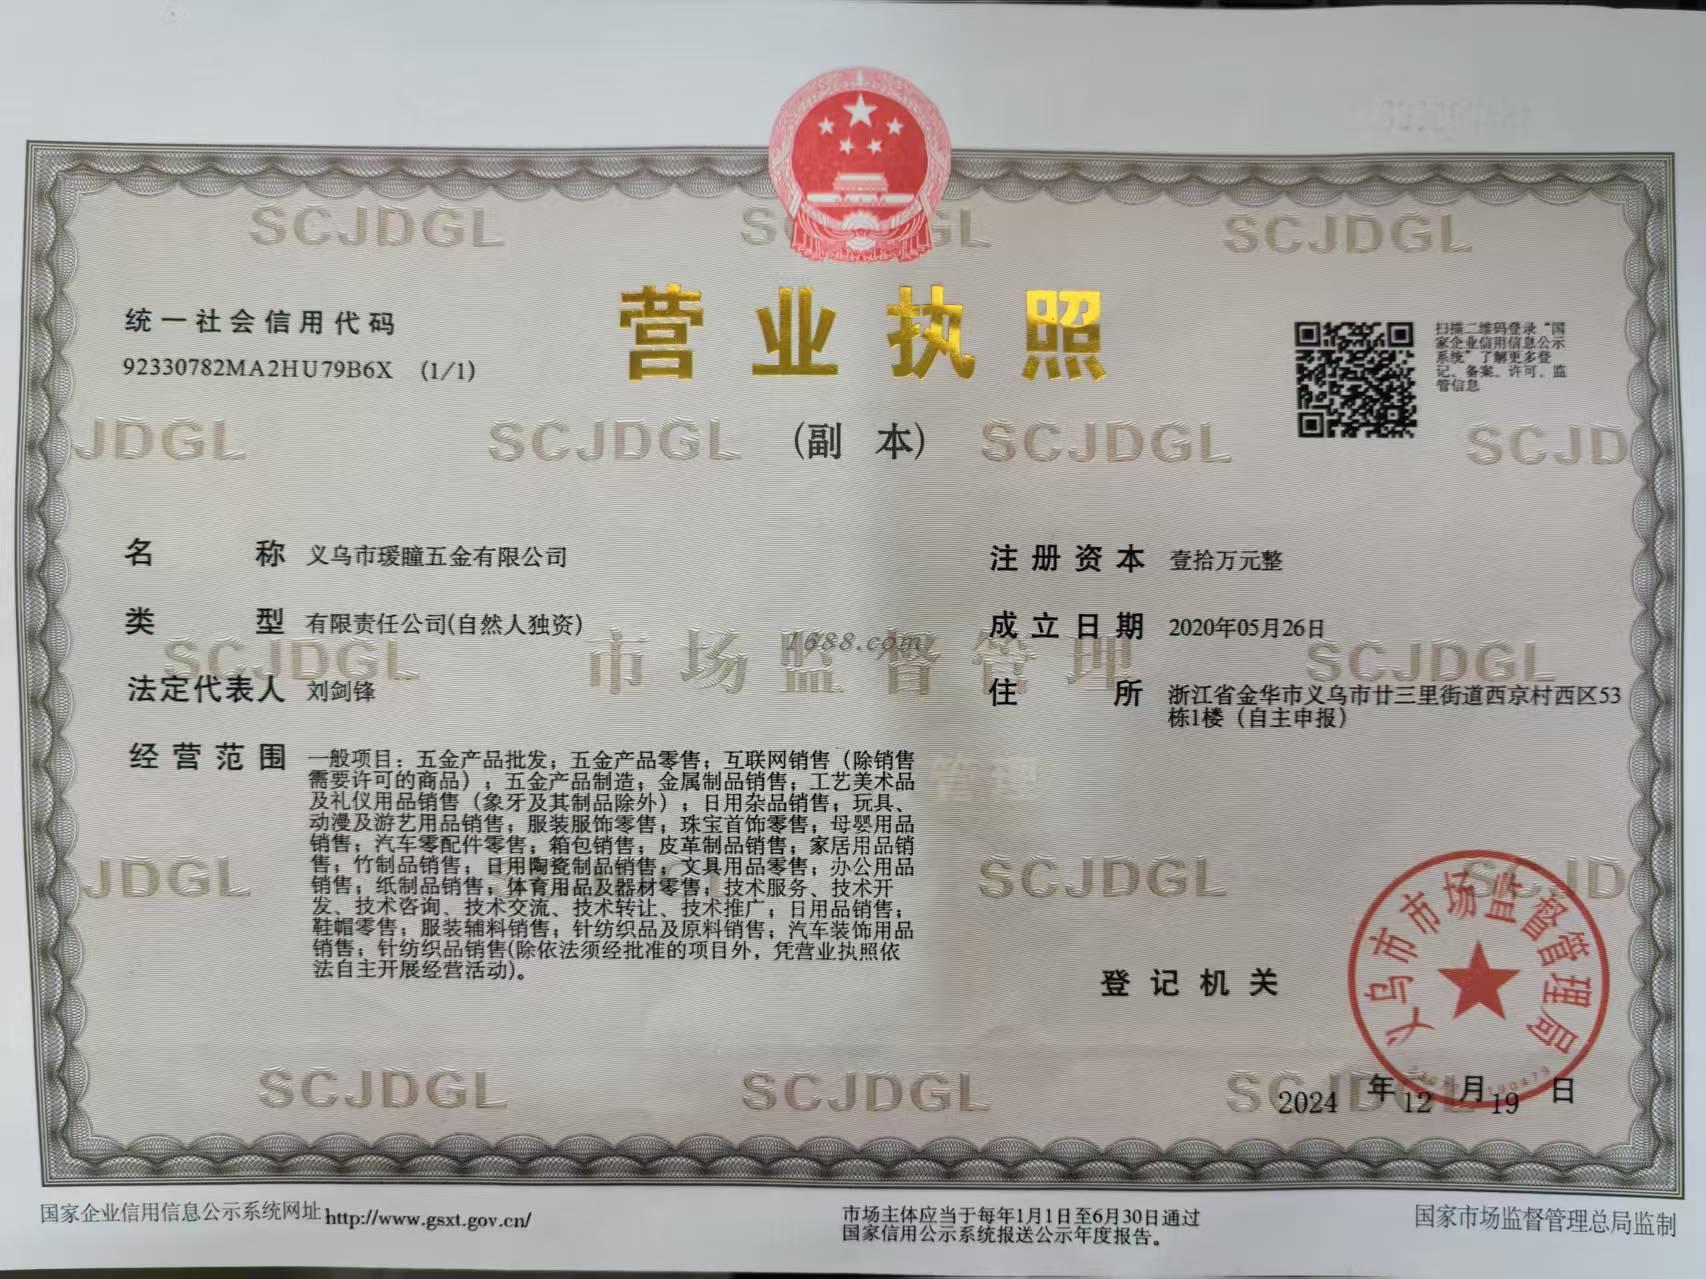 统一社会信用代码
92330782MA2HU79B6X (1/1)
营业执照
(副 本)
扫描二维码登录“国
家企业信用信息公示
系统”了解更多登
记、备案、许可、监
管信息
名 称 义乌市瑗瞳五金有限公司
类 型 有限责任公司(自然人独资)
法定代表人 刘剑锋
经营范围 一般项目：五金产品批发；五金产品零售；互联网销售（除销售
需要许可的商品）；五金产品制造；金属制品销售；工艺美术品
及礼仪用品销售（象牙及其制品除外）；日用杂品销售；玩具、
动漫及游艺用品销售；服装服饰零售；珠宝首饰零售；母婴用品
销售；汽车零配件零售；箱包销售；皮革制品销售；家居用品销
售；竹制品销售；日用陶瓷制品销售；文具用品零售；办公用品
销售；纸制品销售；体育用品及器材零售；技术服务、技术开
发、技术咨询、技术交流、技术转让、技术推广；日用品销售；
鞋帽零售；服装辅料销售；针纺织品及原料销售；汽车装饰用品
销售；针纺织品销售(除依法须经批准的项目外，凭营业执照依
法自主开展经营活动)。
注册资本 壹拾万元整
成立日期 2020年05月26日
住 所 浙江省金华市义乌市廿三里街道西京村西区53
栋1楼（自主申报）
登记机关
义乌市市场监督管理局
2024 年 12 月 19 日
SCJDGL
市场监督管理
1688.com
国家企业信用信息公示系统网址 http://www.gsxt.gov.cn/
市场主体应当于每年1月1日至6月30日通过
国家信用公示系统报送公示年度报告。
国家市场监督管理总局监制